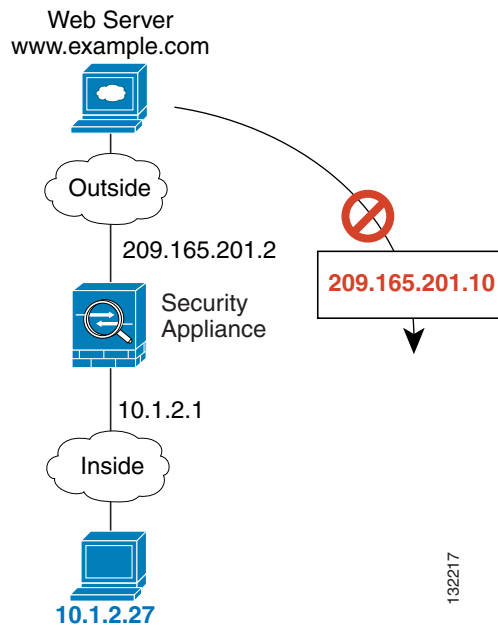 Web Server
www.example.com
Outside
209.165.201.2
209.165.201.10
Security
Appliance
10.1.2.1
Inside
10.1.2.27
132217